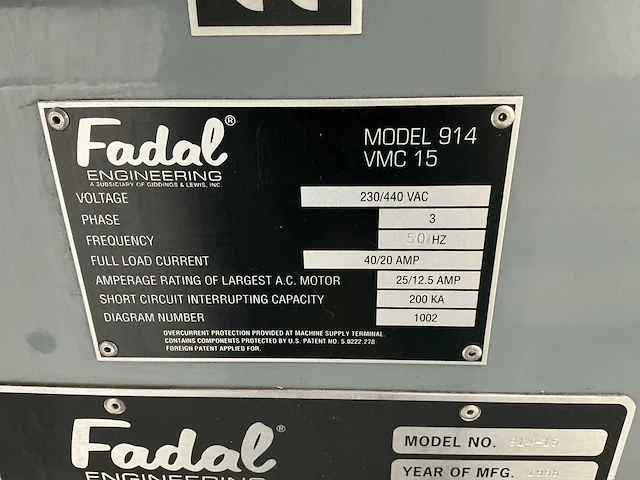 Fadal®
ENGINEERING
A SUBSIDIARY OF GIDDINGS & LEWIS, INC.
MODEL 914
VMC 15
VOLTAGE 230/440 VAC
PHASE 3
FREQUENCY 50 HZ
FULL LOAD CURRENT 40/20 AMP
AMPERAGE RATING OF LARGEST A.C. MOTOR 25/12.5 AMP
SHORT CIRCUIT INTERRUPTING CAPACITY 200 KA
DIAGRAM NUMBER 1002
OVERCURRENT PROTECTION PROVIDED AT MACHINE SUPPLY TERMINAL.
CONTAINS COMPONENTS PROTECTED BY U.S. PATENT NO. 5,0222,278
FOREIGN PATENT APPLIED FOR.
Fadal®
ENGINEERING
MODEL NO. 914-15
YEAR OF MFG.